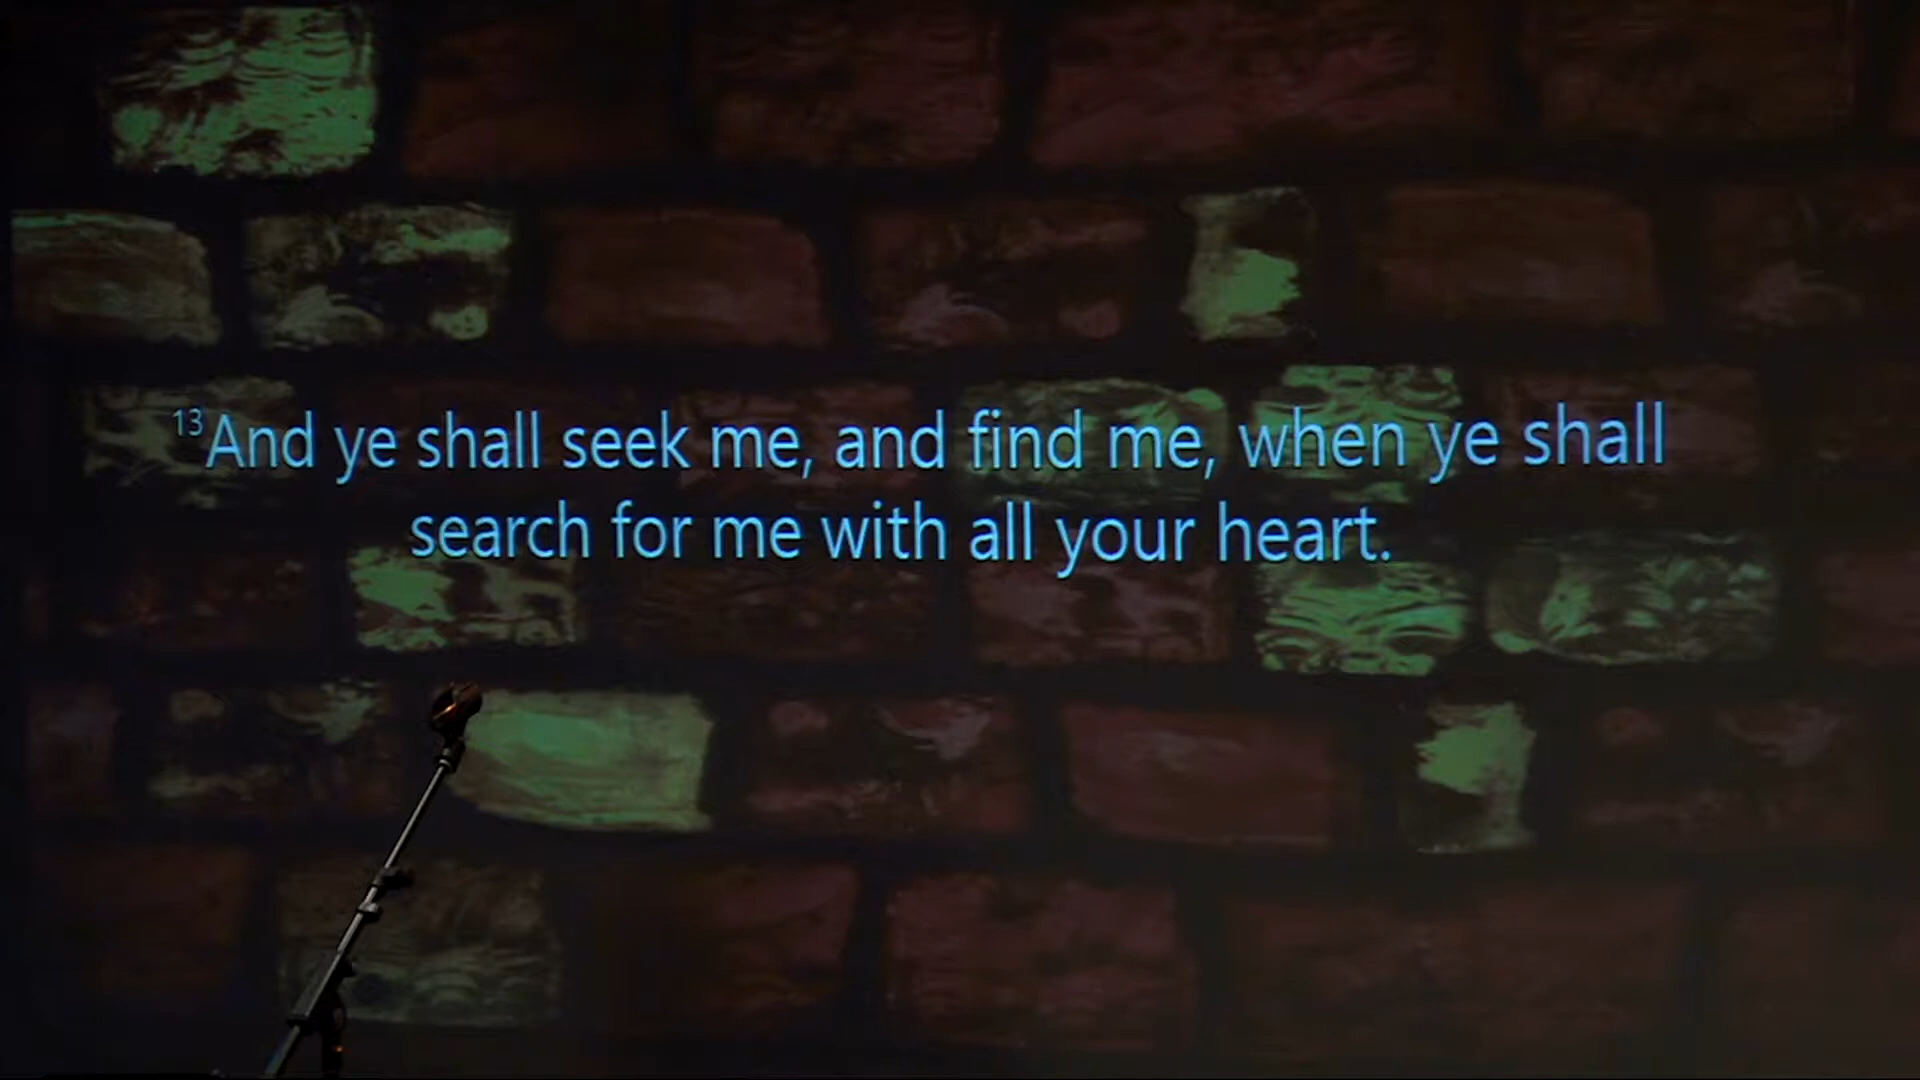 ¹³And ye shall seek me, and find me, when ye shall
search for me with all your heart.